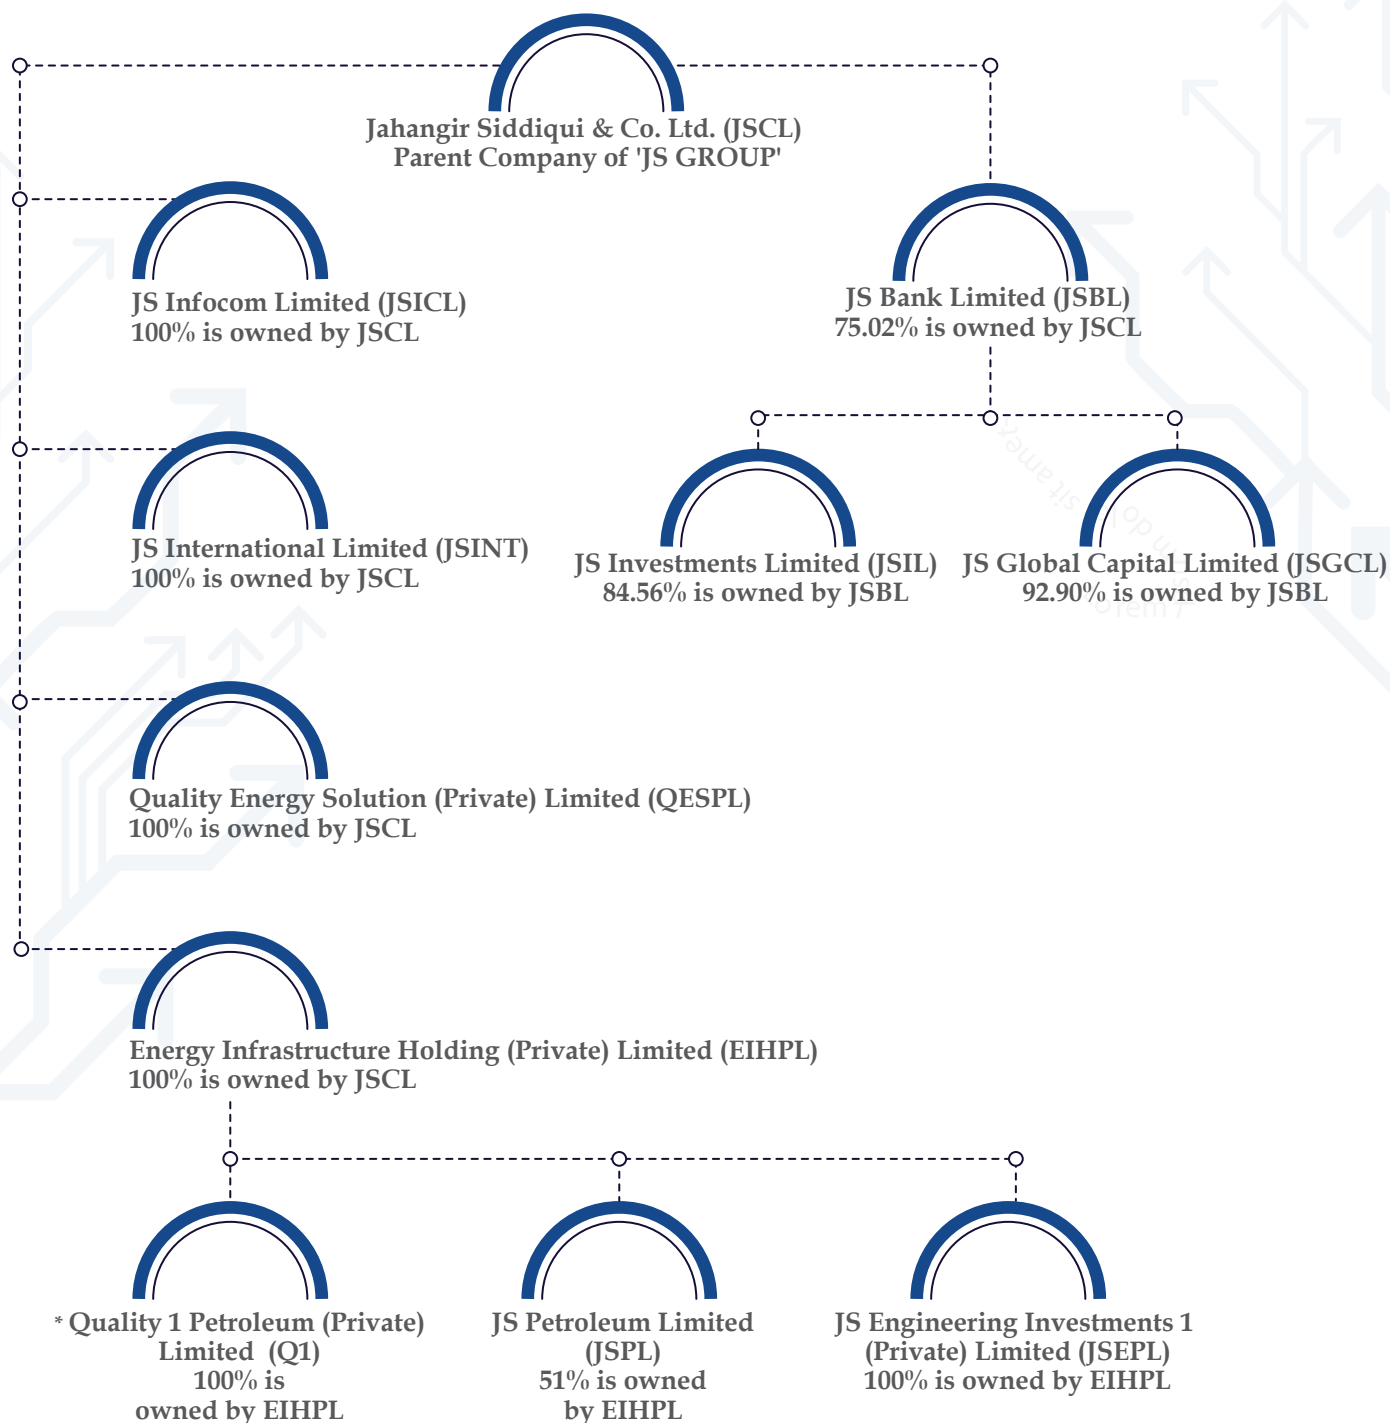 Jahangir Siddiqui & Co. Ltd. (JSCL)
Parent Company of 'JS GROUP'
JS Infocom Limited (JSICL)
100% is owned by JSCL
JS Bank Limited (JSBL)
75.02% is owned by JSCL
JS International Limited (JSINT)
100% is owned by JSCL
JS Investments Limited (JSIL)
84.56% is owned by JSBL
JS Global Capital Limited (JSGCL)
92.90% is owned by JSBL
Quality Energy Solution (Private) Limited (QESPL)
100% is owned by JSCL
Energy Infrastructure Holding (Private) Limited (EIHPL)
100% is owned by JSCL
* Quality 1 Petroleum (Private)
Limited (Q1)
100% is
owned by EIHPL
JS Petroleum Limited
(JSPL)
51% is owned
by EIHPL
JS Engineering Investments 1
(Private) Limited (JSEPL)
100% is owned by EIHPL